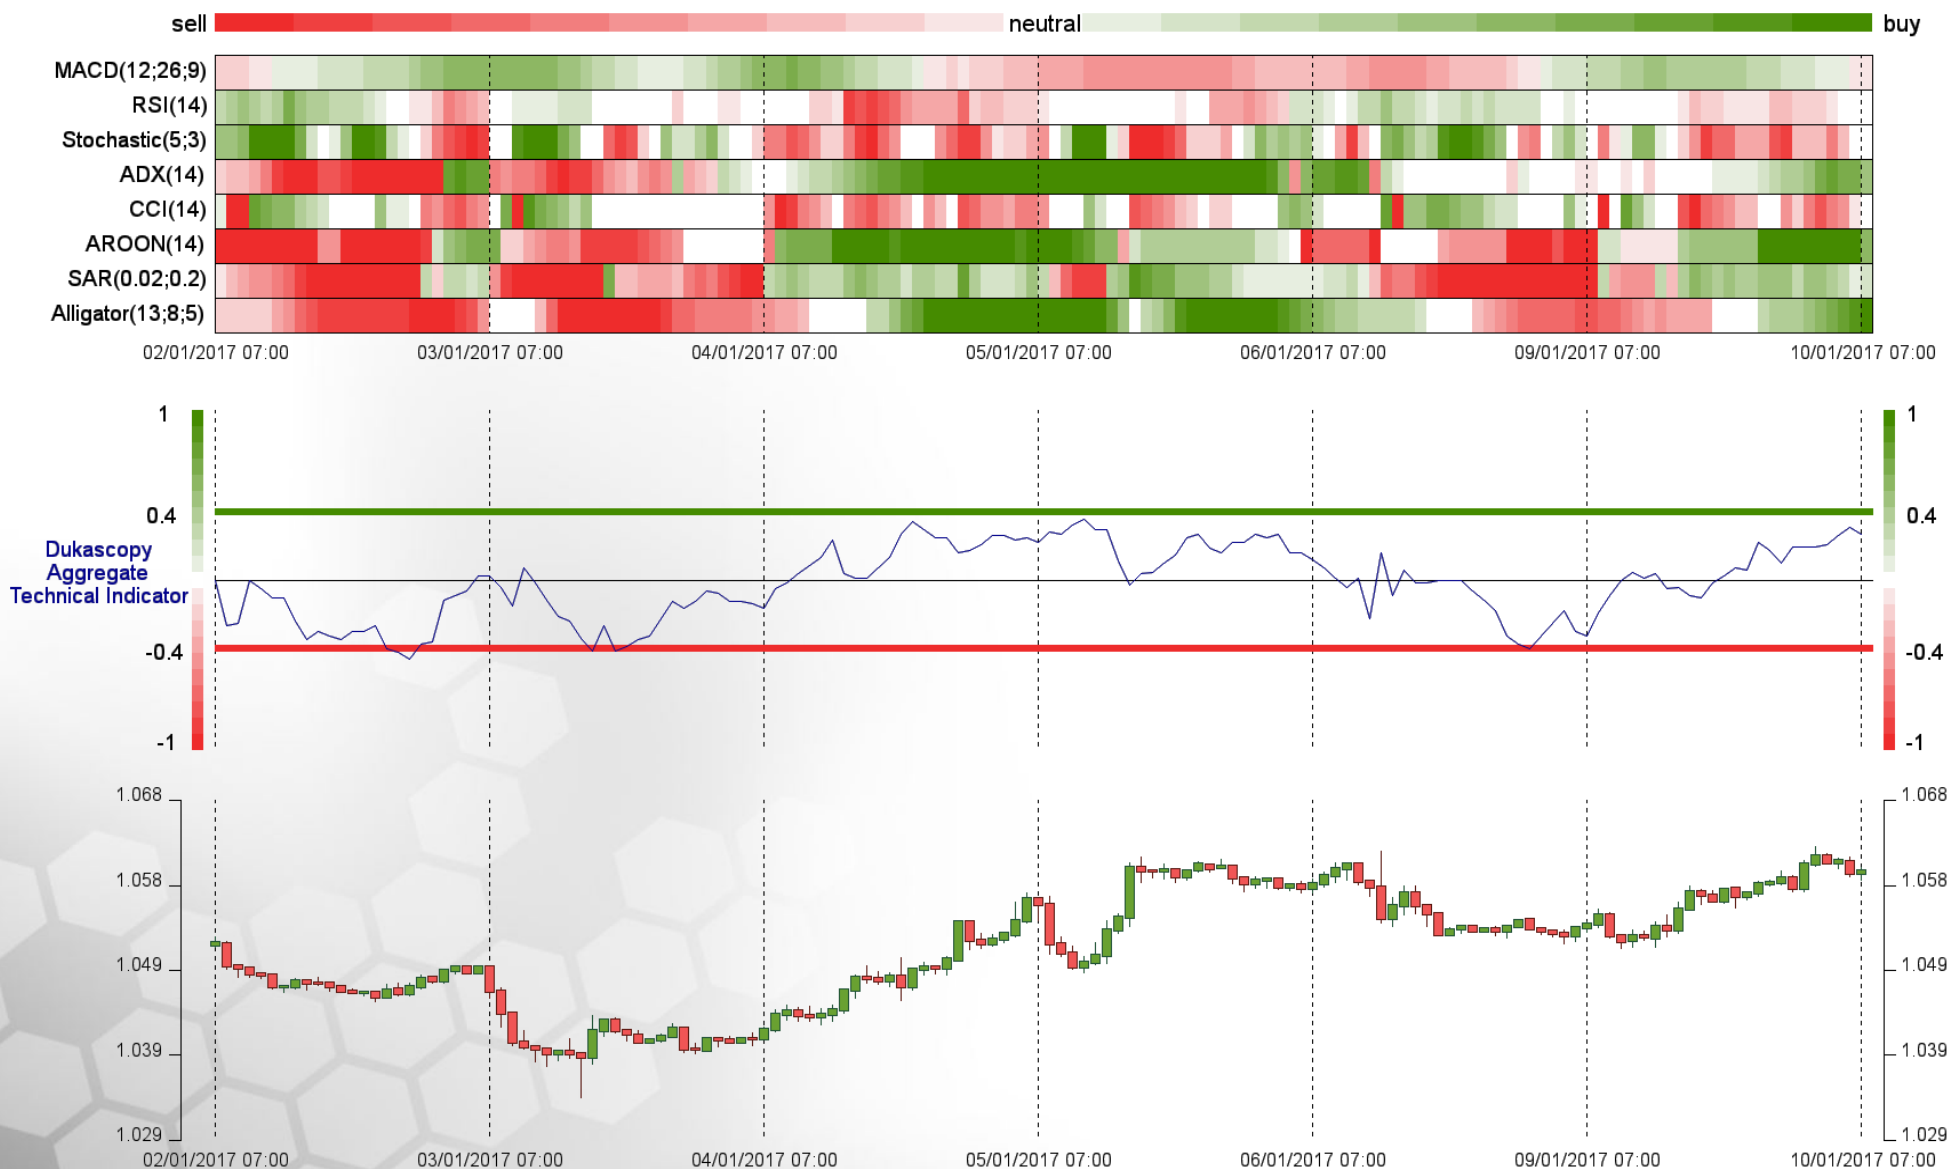 sell neutral buy
MACD(12;26;9)
RSI(14)
Stochastic(5;3)
ADX(14)
CCI(14)
AROON(14)
SAR(0.02;0.2)
Alligator(13;8;5)
02/01/2017 07:00 03/01/2017 07:00 04/01/2017 07:00 05/01/2017 07:00 06/01/2017 07:00 09/01/2017 07:00 10/01/2017 07:00
1 1
0.4 0.4
Dukascopy
Aggregate
Technical Indicator
-0.4 -0.4
-1 -1
1.068 1.068
1.058 1.058
1.049 1.049
1.039 1.039
1.029 1.029
02/01/2017 07:00 03/01/2017 07:00 04/01/2017 07:00 05/01/2017 07:00 06/01/2017 07:00 09/01/2017 07:00 10/01/2017 07:00